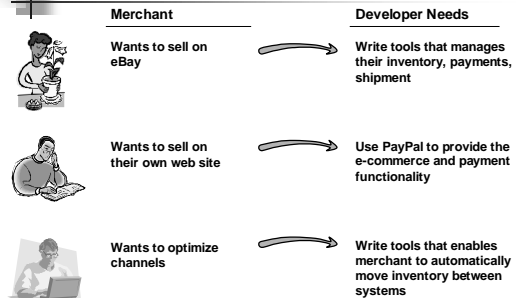 Merchant
Developer Needs
Wants to sell on
eBay
Write tools that manages
their inventory, payments,
shipment
Wants to sell on
their own web site
Use PayPal to provide the
e-commerce and payment
functionality
Wants to optimize
channels
Write tools that enables
merchant to automatically
move inventory between
systems